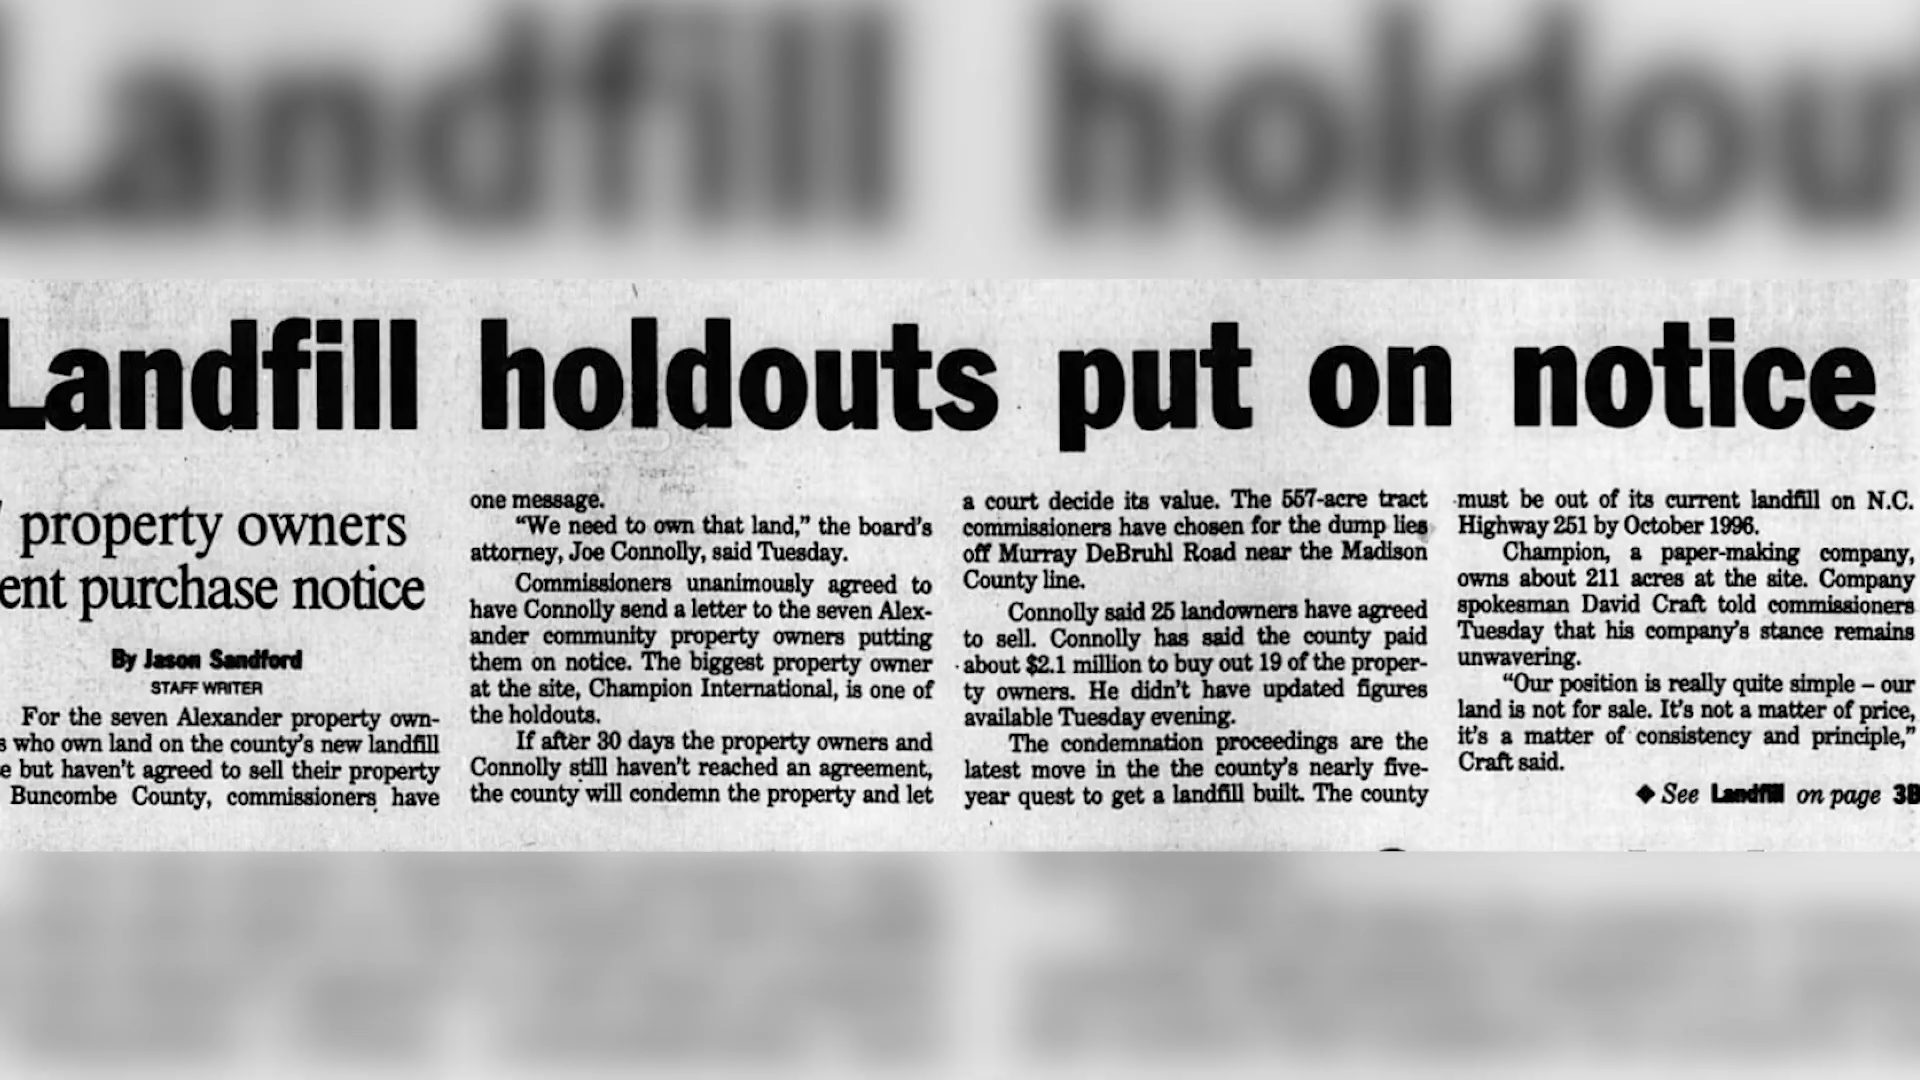 Landfill holdou
Landfill holdouts put on notice
property owners
ent purchase notice
By Jason Sandford
STAFF WRITER
For the seven Alexander property own-
s who own land on the county's new landfill
e but haven't agreed to sell their property
Buncombe County, commissioners have
one message.
"We need to own that land," the board's
attorney, Joe Connolly, said Tuesday.
Commissioners unanimously agreed to
have Connolly send a letter to the seven Alex-
ander community property owners putting
them on notice. The biggest property owner
at the site, Champion International, is one of
the holdouts.
If after 30 days the property owners and
Connolly still haven't reached an agreement,
the county will condemn the property and let
a court decide its value. The 557-acre tract
commissioners have chosen for the dump lies
off Murray DeBruhl Road near the Madison
County line.
Connolly said 25 landowners have agreed
to sell. Connolly has said the county paid
about $2.1 million to buy out 19 of the proper-
ty owners. He didn't have updated figures
available Tuesday evening.
The condemnation proceedings are the
latest move in the the county's nearly five-
year quest to get a landfill built. The county
must be out of its current landfill on N.C.
Highway 251 by October 1996.
Champion, a paper-making company,
owns about 211 acres at the site. Company
spokesman David Craft told commissioners
Tuesday that his company's stance remains
unwavering.
"Our position is really quite simple – our
land is not for sale. It's not a matter of price,
it's a matter of consistency and principle,"
Craft said.
◆ See Landfill on page 3B